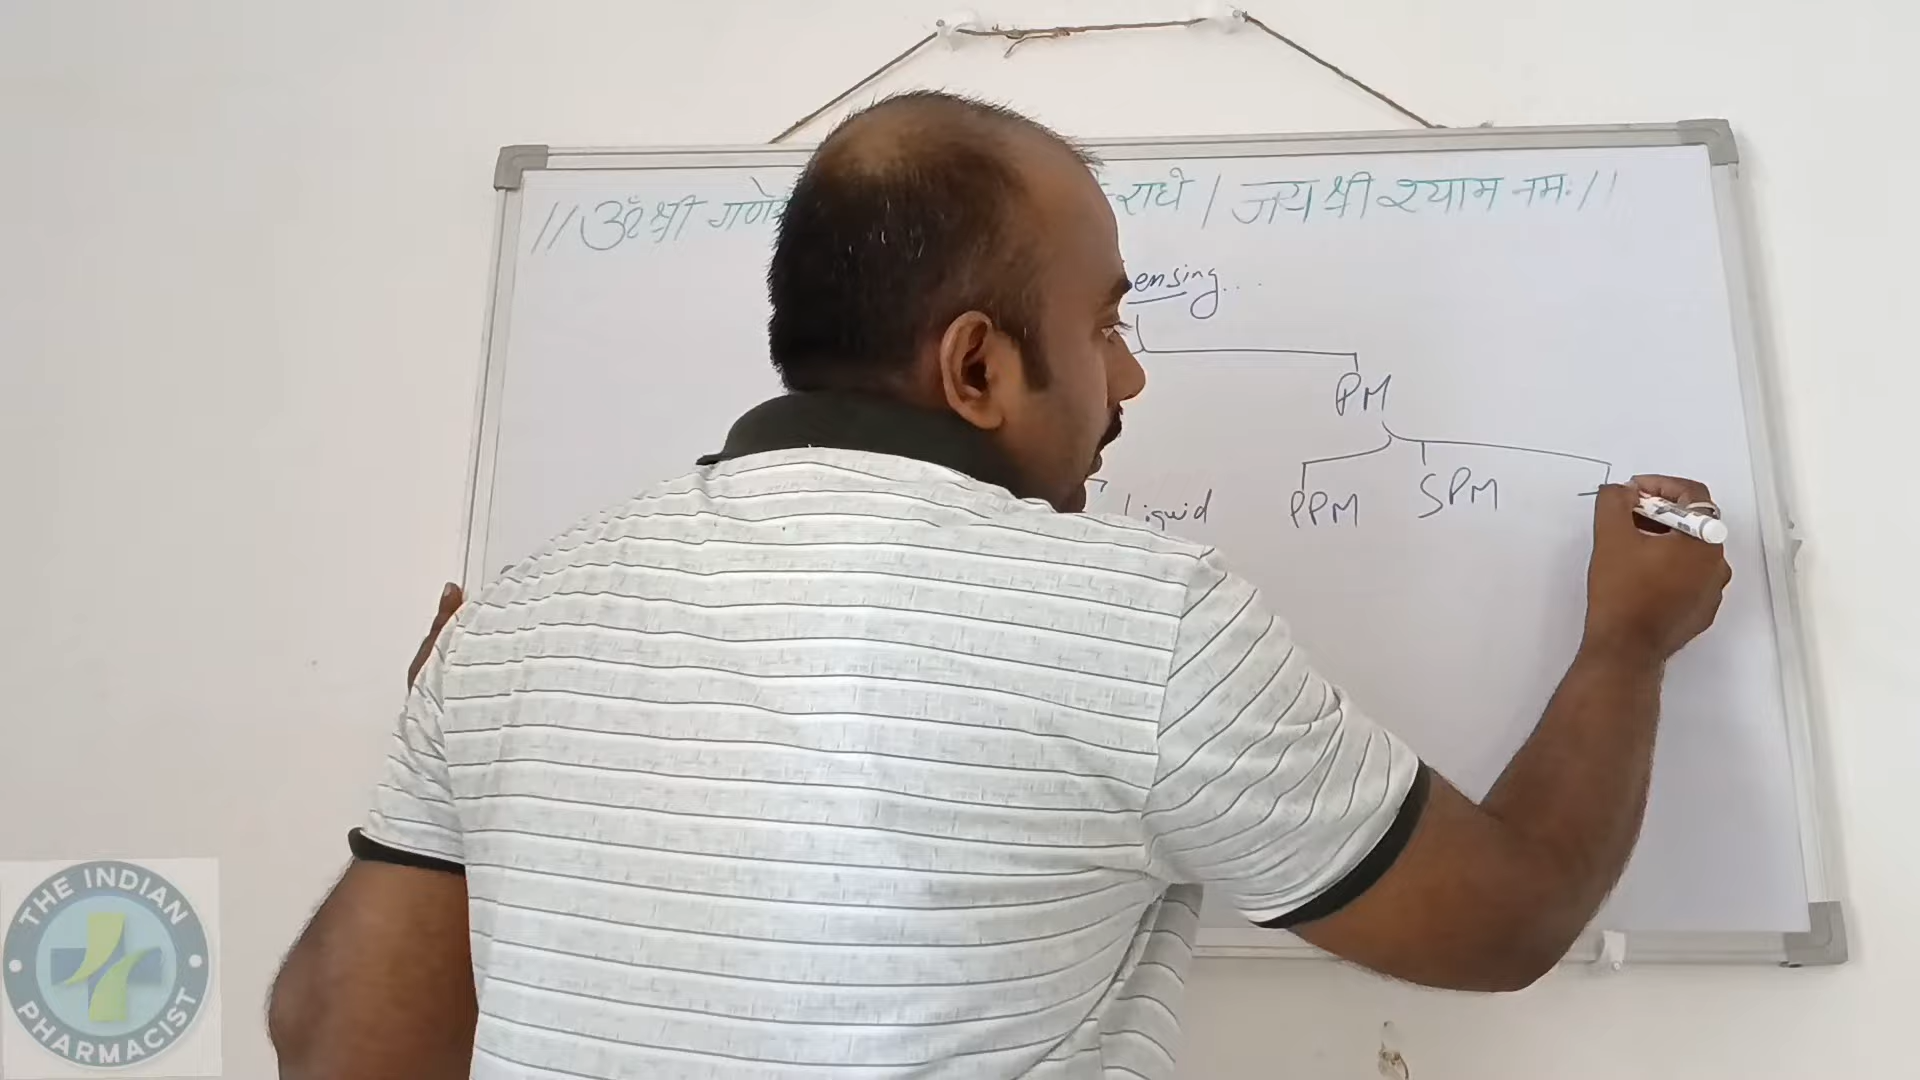 //ॐ श्री गणे राधे / जय श्री श्याम नमः//
ensing....
PM
Liquid PPM SPM
THE INDIAN PHARMACIST